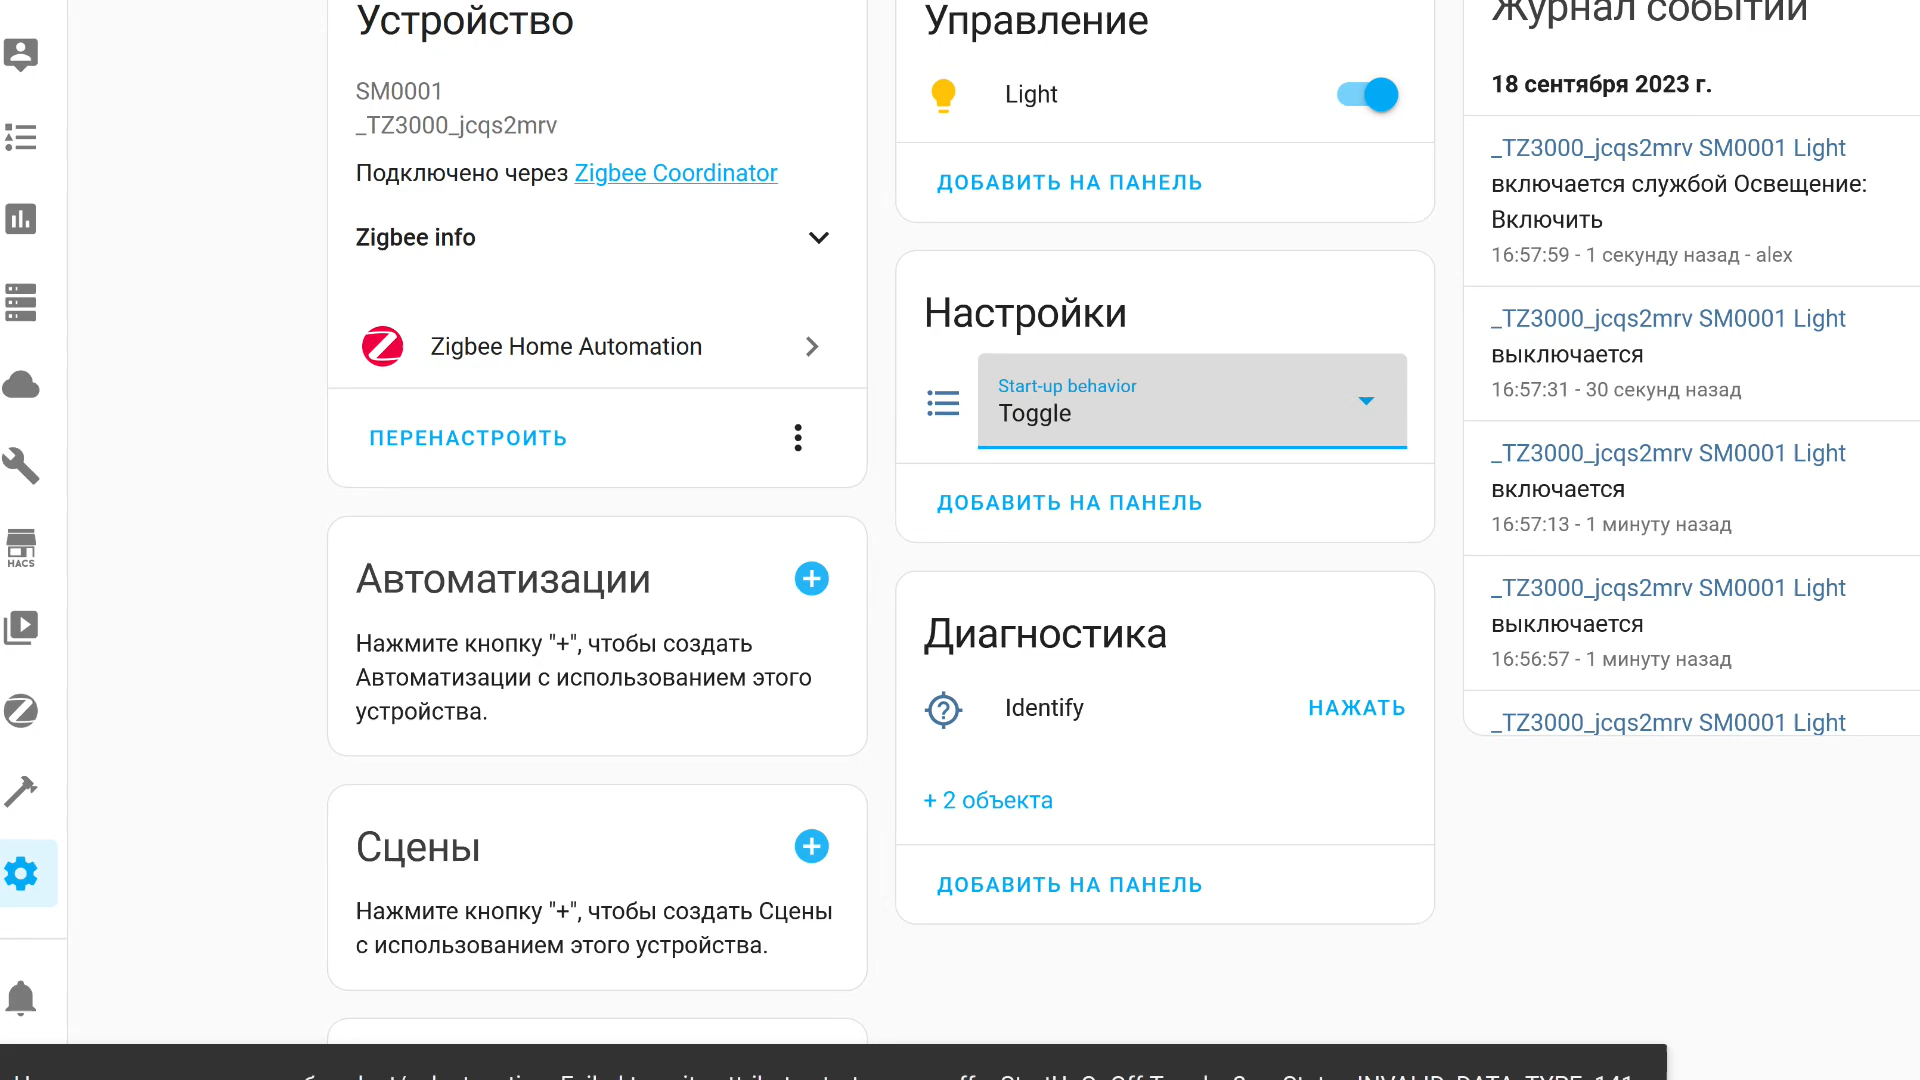 Устройство
SM0001
_TZ3000_jcqs2mrv
Подключено через Zigbee Coordinator
Zigbee info
Zigbee Home Automation
ПЕРЕНАСТРОИТЬ
Автоматизации
Нажмите кнопку "+", чтобы создать
Автоматизации с использованием этого
устройства.
Сцены
Нажмите кнопку "+", чтобы создать Сцены
с использованием этого устройства.
Управление
Light
ДОБАВИТЬ НА ПАНЕЛЬ
Настройки
Start-up behavior
Toggle
ДОБАВИТЬ НА ПАНЕЛЬ
Диагностика
Identify
НАЖАТЬ
+ 2 объекта
ДОБАВИТЬ НА ПАНЕЛЬ
Журнал событий
18 сентября 2023 г.
_TZ3000_jcqs2mrv SM0001 Light
включается службой Освещение:
Включить
16:57:59 - 1 секунду назад - alex
_TZ3000_jcqs2mrv SM0001 Light
выключается
16:57:31 - 30 секунд назад
_TZ3000_jcqs2mrv SM0001 Light
включается
16:57:13 - 1 минуту назад
_TZ3000_jcqs2mrv SM0001 Light
выключается
16:56:57 - 1 минуту назад
_TZ3000_jcqs2mrv SM0001 Light
HACS